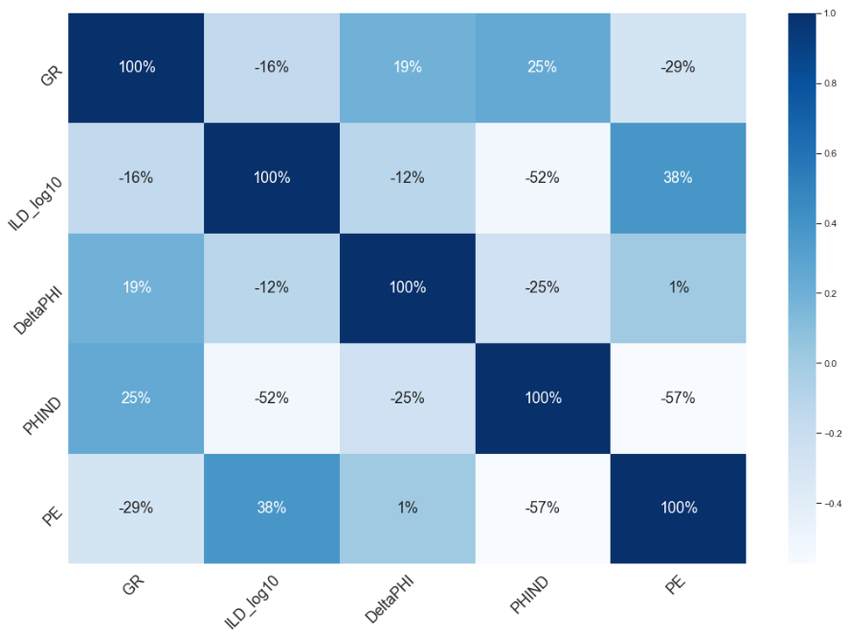 GR 100% -16% 19% 25% -29%
ILD_log10 -16% 100% -12% -52% 38%
DeltaPHI 19% -12% 100% -25% 1%
PHIND 25% -52% -25% 100% -57%
PE -29% 38% 1% -57% 100%
GR ILD_log10 DeltaPHI PHIND PE
1.0
0.8
0.6
0.4
0.2
0.0
−0.2
−0.4